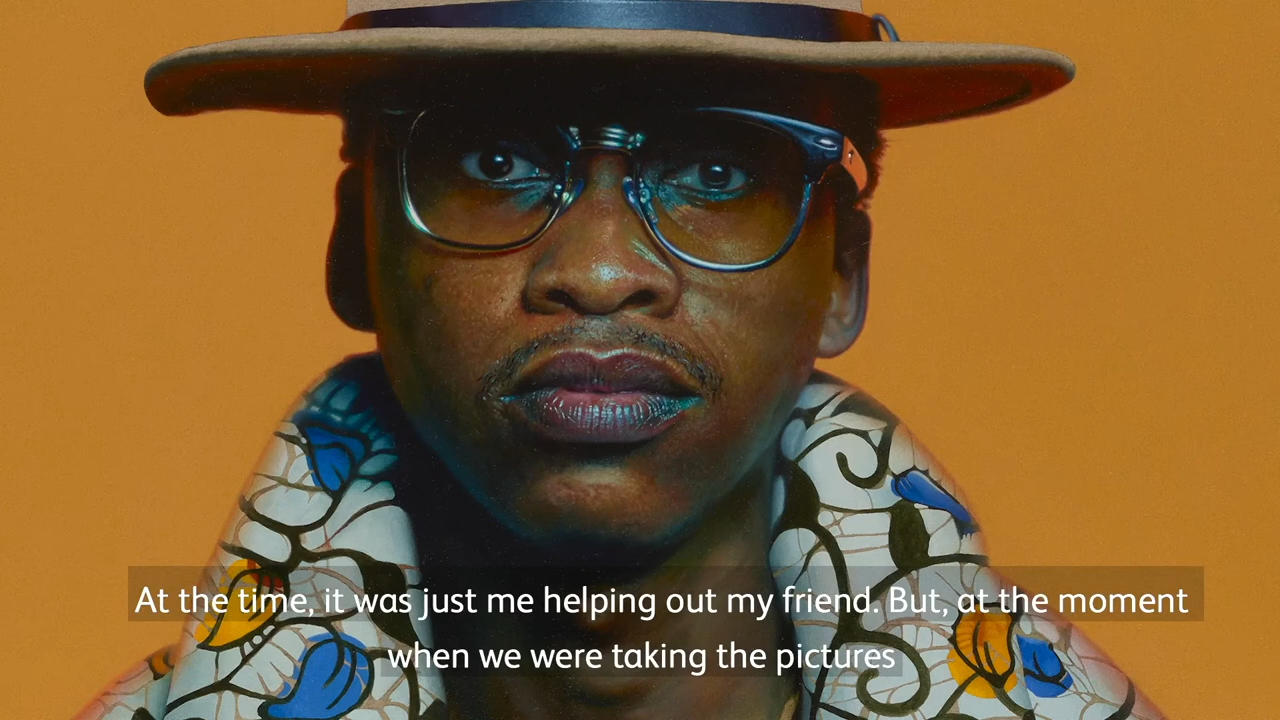 At the time, it was just me helping out my friend. But, at the moment
when we were taking the pictures